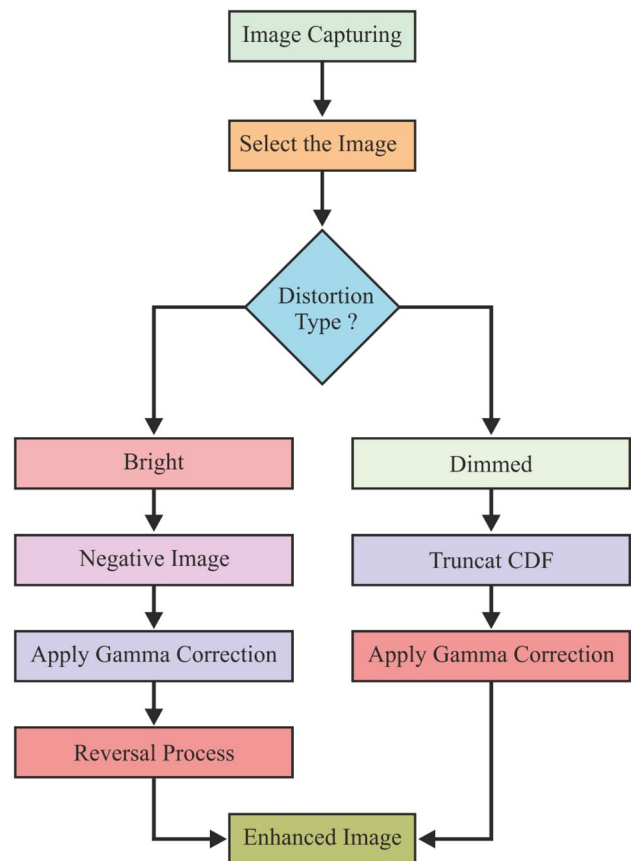 Image Capturing
Select the Image
Distortion
Type ?
Bright
Negative Image
Apply Gamma Correction
Reversal Process
Dimmed
Truncat CDF
Apply Gamma Correction
Enhanced Image